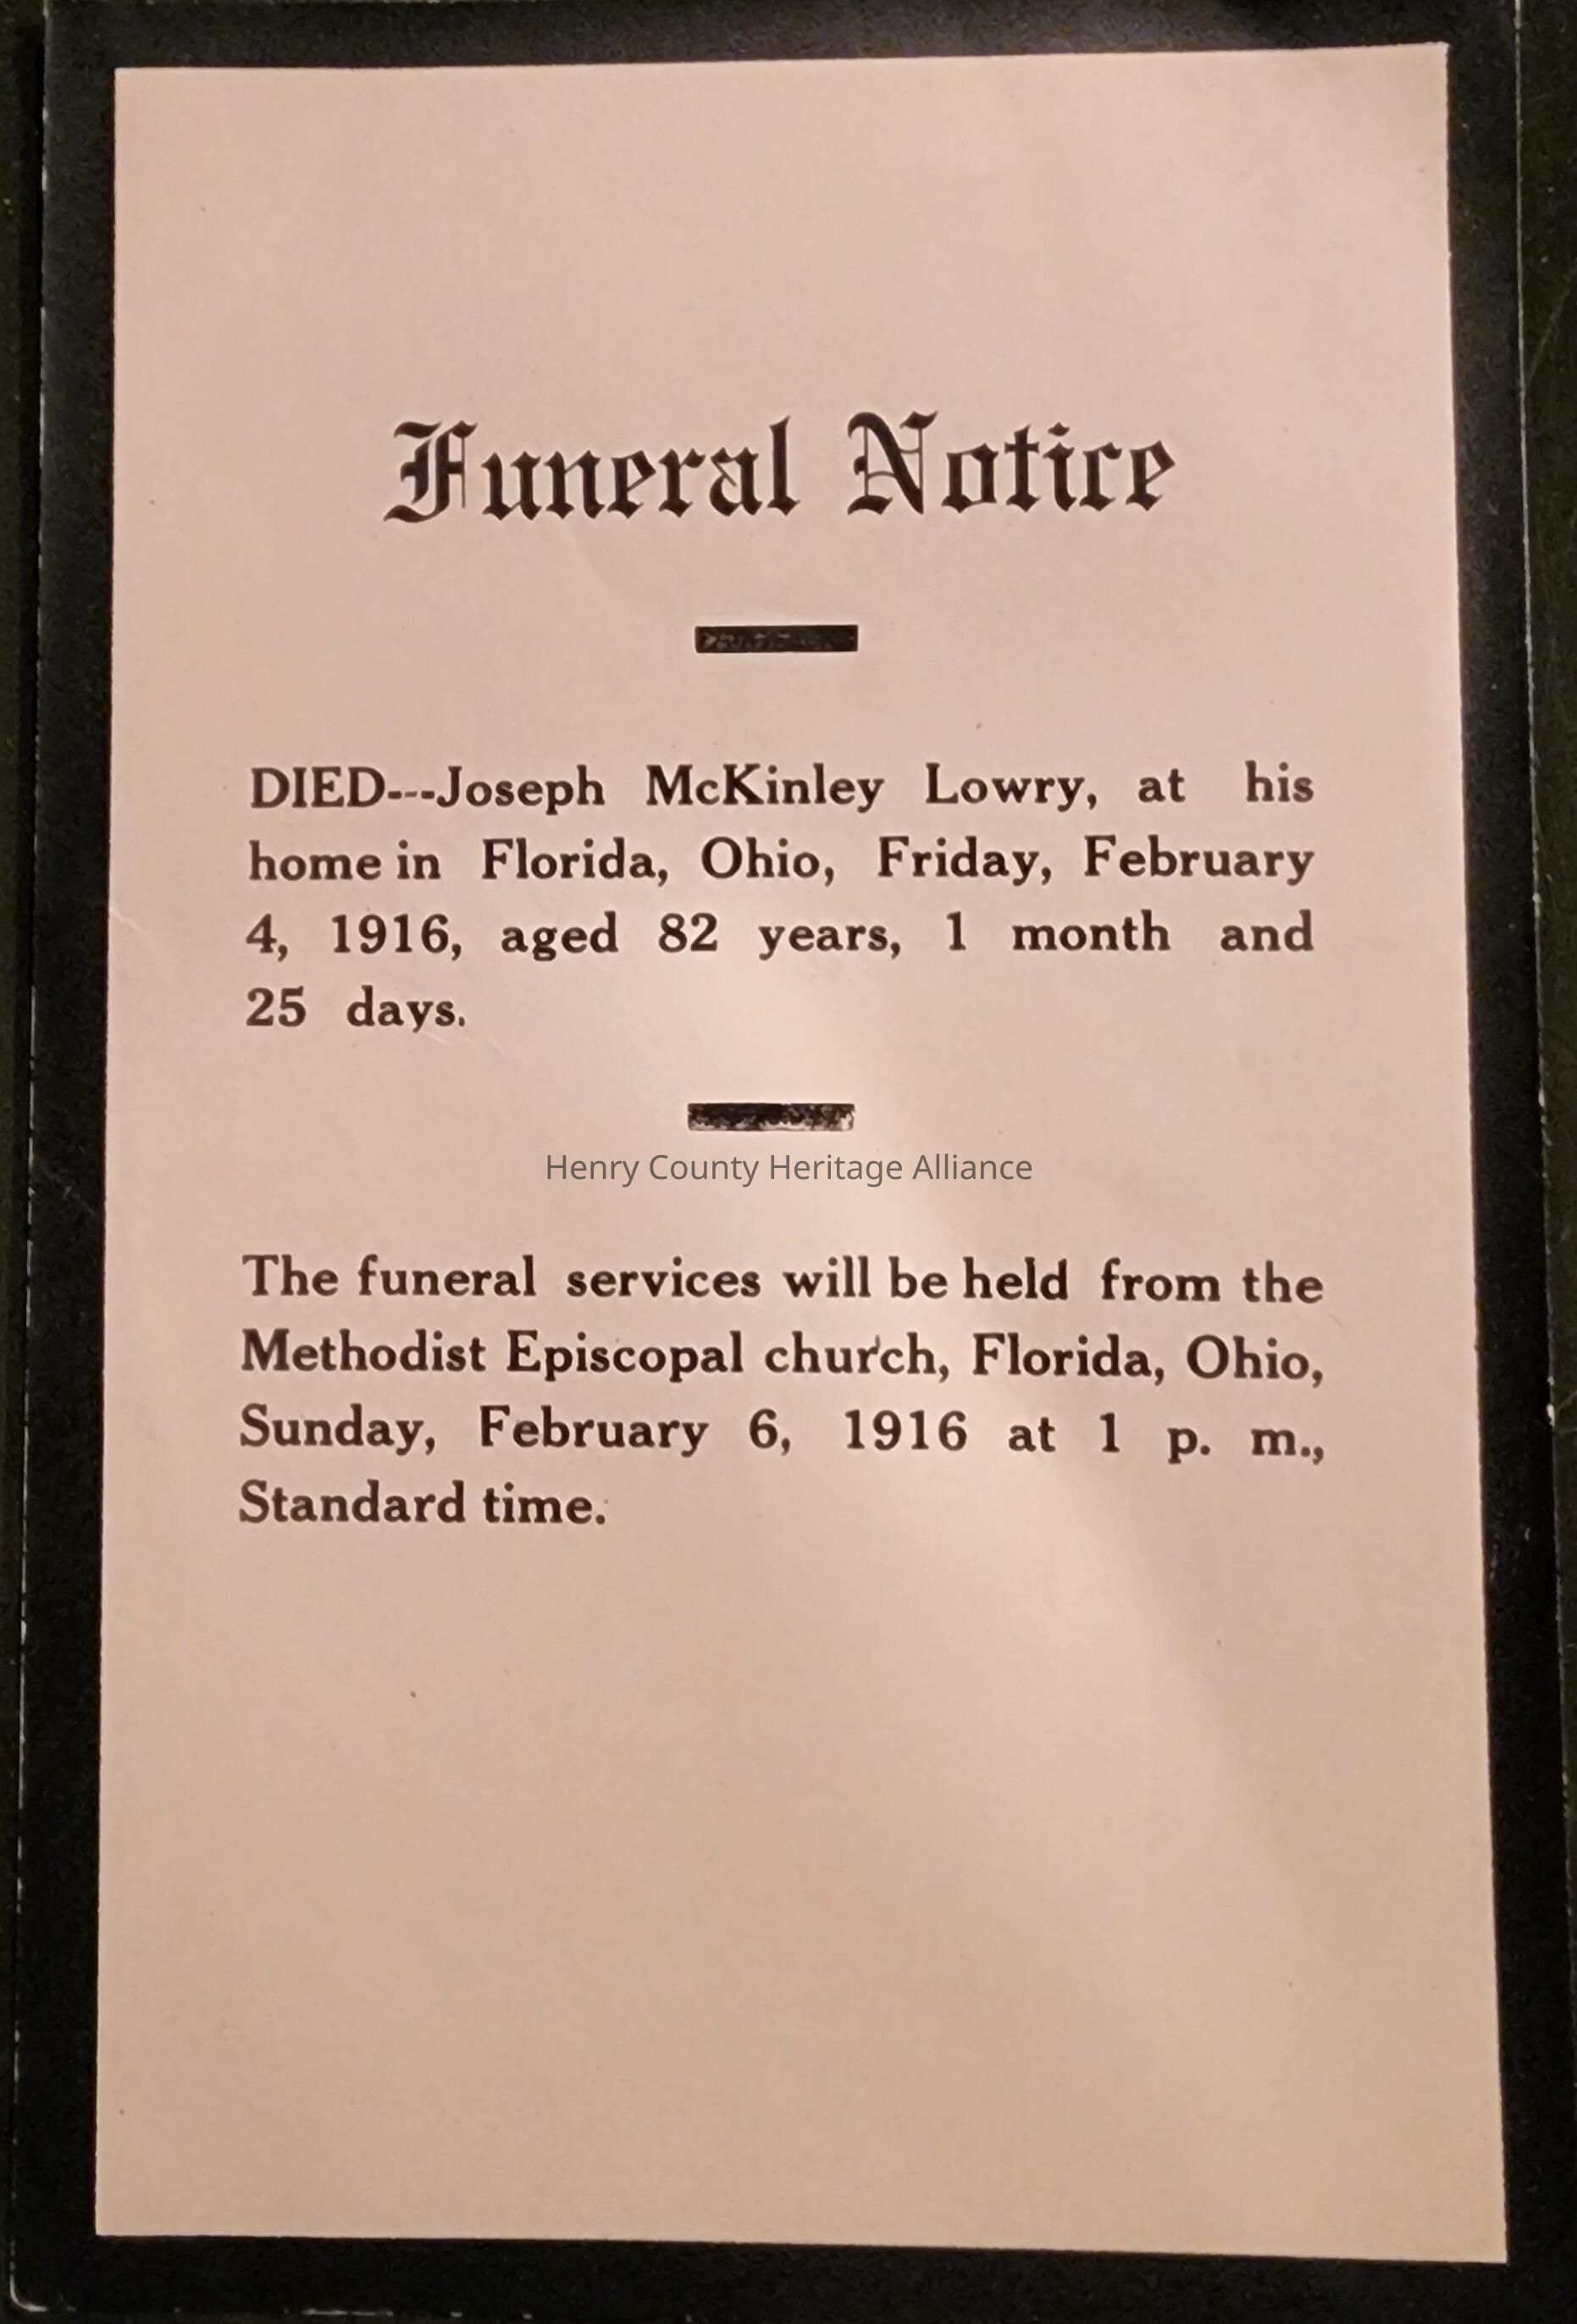 Funeral Notice
DIED---Joseph McKinley Lowry, at his
home in Florida, Ohio, Friday, February
4, 1916, aged 82 years, 1 month and
25 days.
Henry County Heritage Alliance
The funeral services will be held from the
Methodist Episcopal church, Florida, Ohio,
Sunday, February 6, 1916 at 1 p. m.,
Standard time.